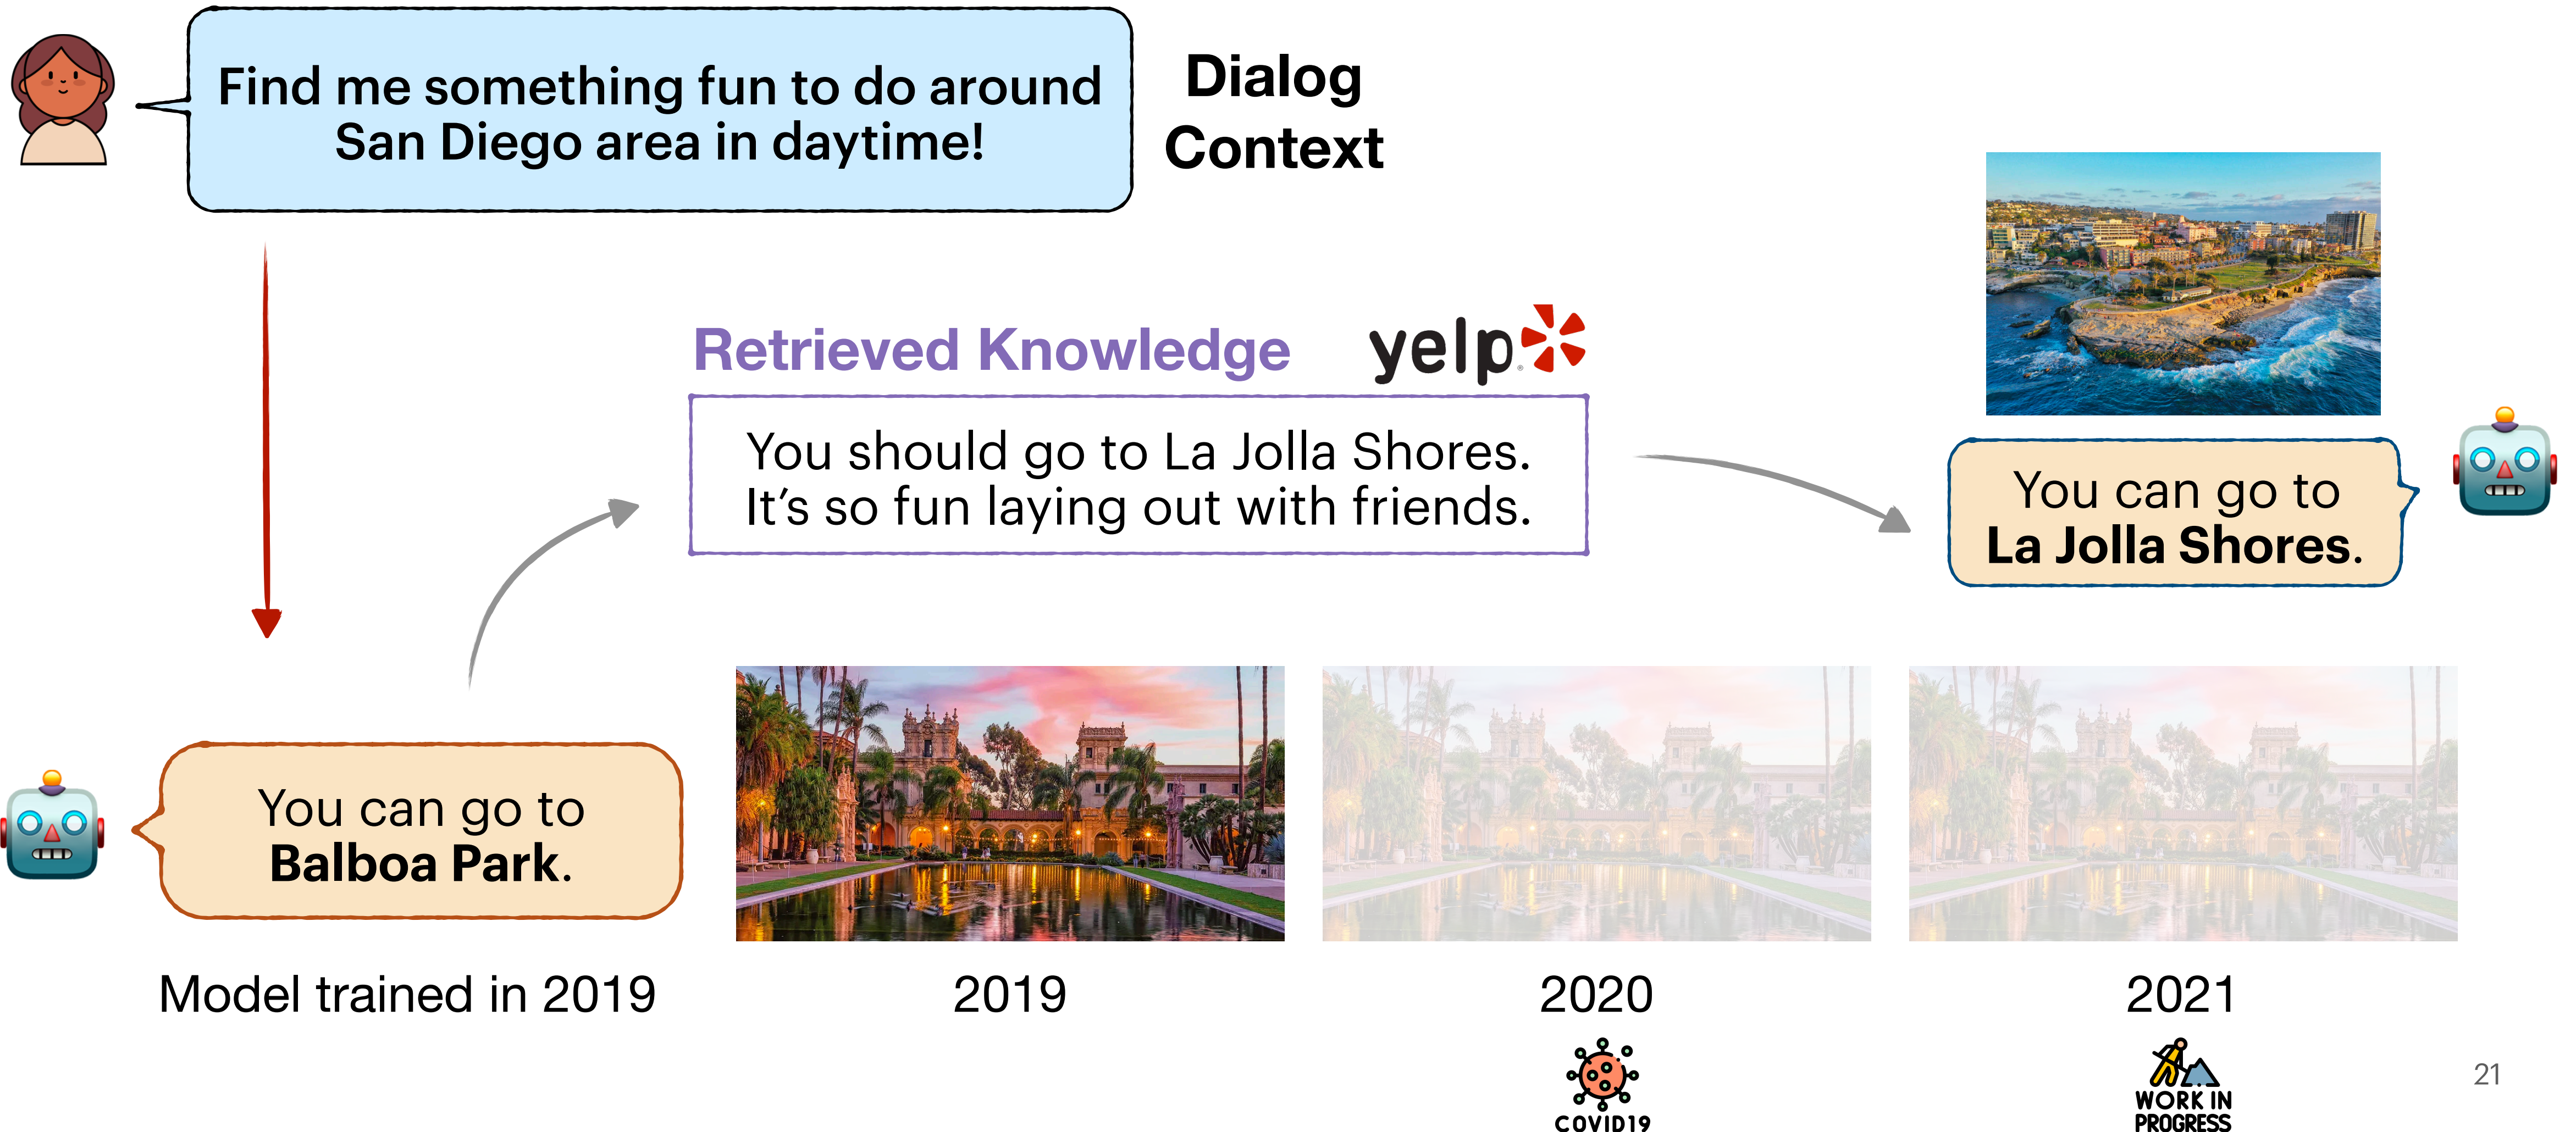 Find me something fun to do around
San Diego area in daytime!
Dialog
Context
Retrieved Knowledge
yelp
You should go to La Jolla Shores.
It's so fun laying out with friends.
You can go to
La Jolla Shores.
You can go to
Balboa Park.
Model trained in 2019
2019
2020
2021
COVID19
WORK IN
PROGRESS
21